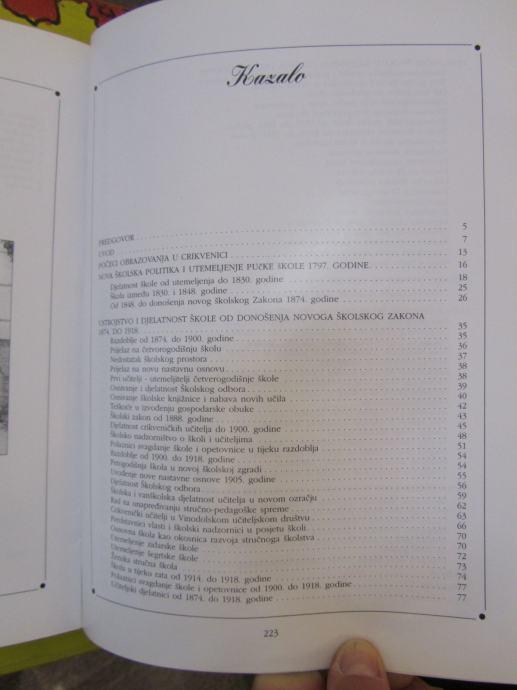 Kazalo
PREDGOVOR 5
UVOD 7
POČECI OBRAZOVANJA U CRIKVENICI 13
NOVA ŠKOLSKA POLITIKA I UTEMELJENJE PUČKE ŠKOLE 1797. GODINE 16
Djelatnost škole od utemeljenja do 1830. godine 18
Škola između 1830. i 1848. godine 25
Od 1848. do donošenja novog školskog Zakona 1874. godine 26
USTROJSTVO I DJELATNOST ŠKOLE OD DONOŠENJA NOVOGA ŠKOLSKOG ZAKONA
1874. DO 1918. 35
Razdoblje od 1874. do 1900. godine 35
Prijelaz na četverogodišnju školu 36
Nedostatak školskog prostora 37
Prijelaz na novu nastavnu osnovu 38
Prvi učitelji - utemeljitelji četverogodišnje škole 38
Osnivanje i djelatnost Školskog odbora 39
Osnivanje školske knjižnice i nabava novih učila 40
Teškoće u izvođenju gospodarske obuke 42
Školski zakon od 1888. godine 43
Djelatnost crikveničkih učitelja do 1900. godine 45
Školsko nadzorništvo o školi i učiteljima 48
Polaznici svagdanje škole i opetovnice u tijeku razdoblja 51
Razdoblje od 1900. do 1918. godine 54
Petogodišnja škola u novoj školskoj zgradi 54
Uvođenje nove nastavne osnove 1905. godine 55
Djelatnost Školskog odbora 56
Školska i vanškolska djelatnost učitelja u novom ozračju 59
Rad na unapređivanju stručno-pedagoške spreme 62
Crikvenički učitelji u Vinodolskom učiteljskom društvu 63
Predstavnici vlasti i školski nadzornici u posjetu školi 66
Osnovna škola kao okosnica razvoja stručnoga školstva 70
Utemeljenje zidarske škole 70
Utemeljenje šegrtske škole 72
Ženska stručna škola 73
Škola u tijeku rata od 1914. do 1918. godine 74
Polaznici svagdanje škole i opetovnice od 1900. do 1918. godine 77
Učiteljski djelatnici od 1874. do 1918. godine 77
223